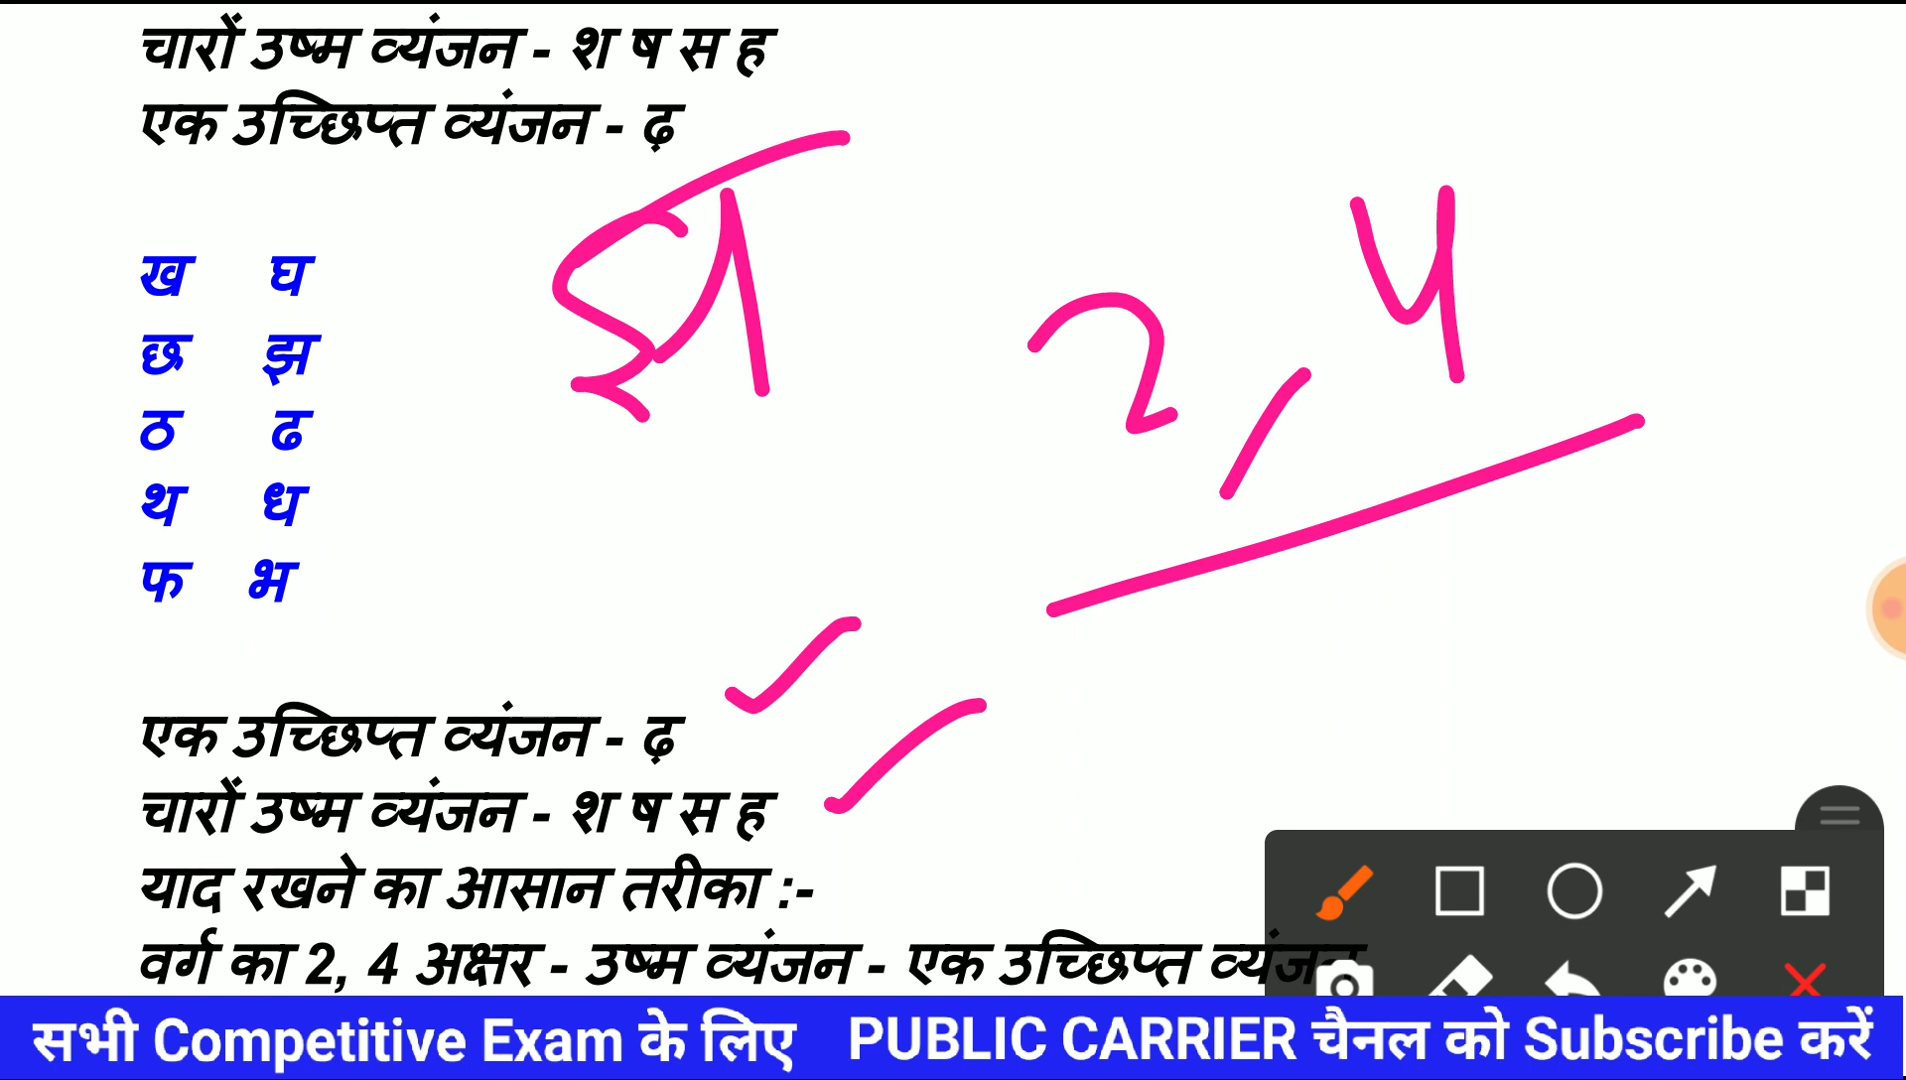 चारों उष्म व्यंजन - श ष स ह
एक उच्छिप्त व्यंजन - ढ़
ख घ
छ झ
ठ ढ
थ ध
फ भ
2, 4
एक उच्छिप्त व्यंजन - ढ़
चारों उष्म व्यंजन - श ष स ह
याद रखने का आसान तरीका :-
वर्ग का 2, 4 अक्षर - उष्म व्यंजन - एक उच्छिप्त व्यंजन
सभी Competitive Exam के लिए PUBLIC CARRIER चैनल को Subscribe करें